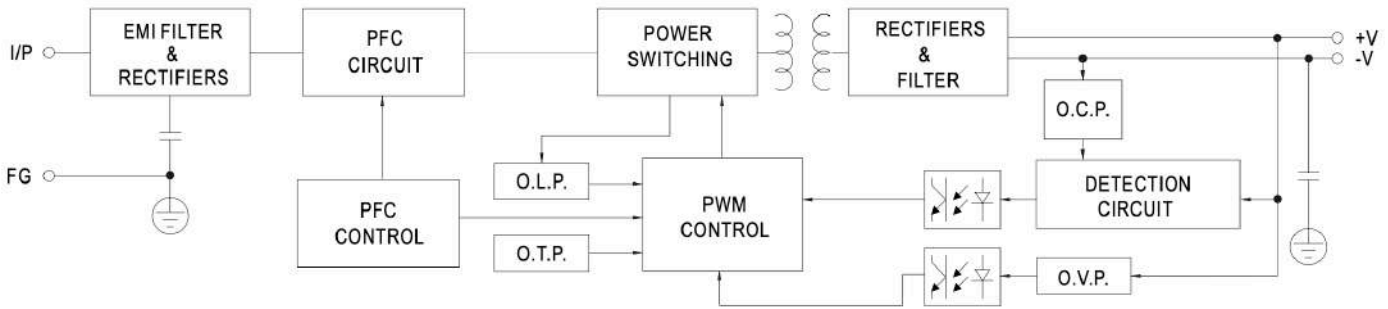 I/P
EMI FILTER
&
RECTIFIERS
PFC
CIRCUIT
POWER
SWITCHING
RECTIFIERS
&
FILTER
+V
-V
O.C.P.
FG
O.L.P.
PFC
CONTROL
O.T.P.
PWM
CONTROL
DETECTION
CIRCUIT
O.V.P.